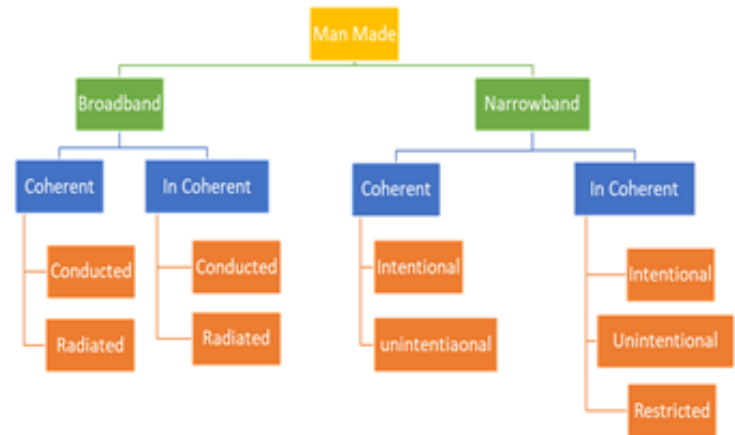 Man Made
Broadband
Narrowband
Coherent
In Coherent
Coherent
In Coherent
Conducted
Radiated
Conducted
Radiated
Intentional
unintentiaonal
Intentional
Unintentional
Restricted